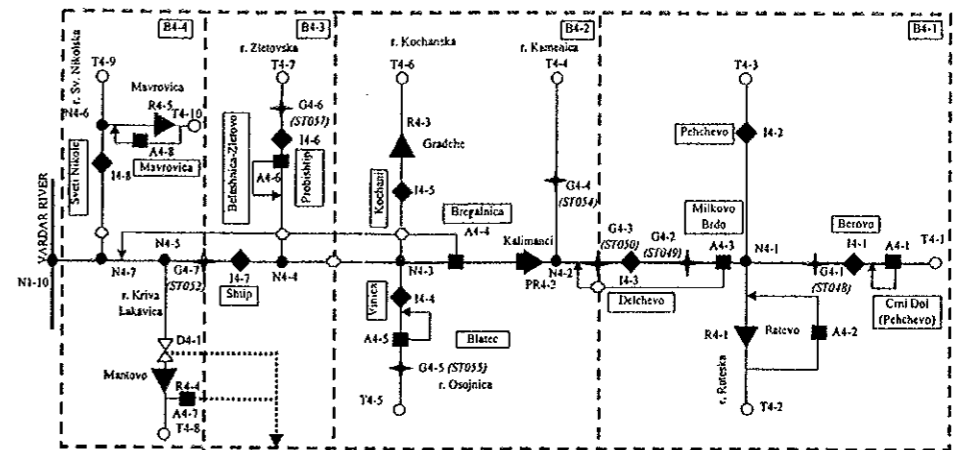 B4-4
B4-3
B4-2
B4-1
r. Sv. Nikolska
r. Zletovska
r. Kochanska
r. Kamenica
T4-9
T4-7
T4-6
T4-4
T4-3
Mavrovica
R4-5
T4-10
N4-6
A4-8
Mavrovica
Sveti Nikole
I4-8
G4-6
(ST057)
I4-6
Probishtip
A4-6
R4-3
Gradche
Kochani
I4-5
Bregalnica
A4-4
G4-4
(ST054)
Pehchevo
I4-2
Kalimanci
G4-3
(ST050)
G4-2
(ST049)
Milkovo
Brdo
A4-3
N4-1
Berovo
I4-1
A4-1
T4-1
VARDAR RIVER
N1-10
N4-7
N4-5
G4-7
(ST052)
I4-7
Shtip
N4-4
N4-3
PR4-2
N4-2
I4-3
Delchevo
G4-1
(ST048)
Crni Dol
(Pehchevo)
r. Kriva
Lakavica
D4-1
Mantovo
R4-4
A4-7
T4-8
Vinica
I4-4
A4-5
Blatec
G4-5 (ST055)
r. Osojnica
T4-5
R4-1
Ratevo
A4-2
r. Rateska
T4-2